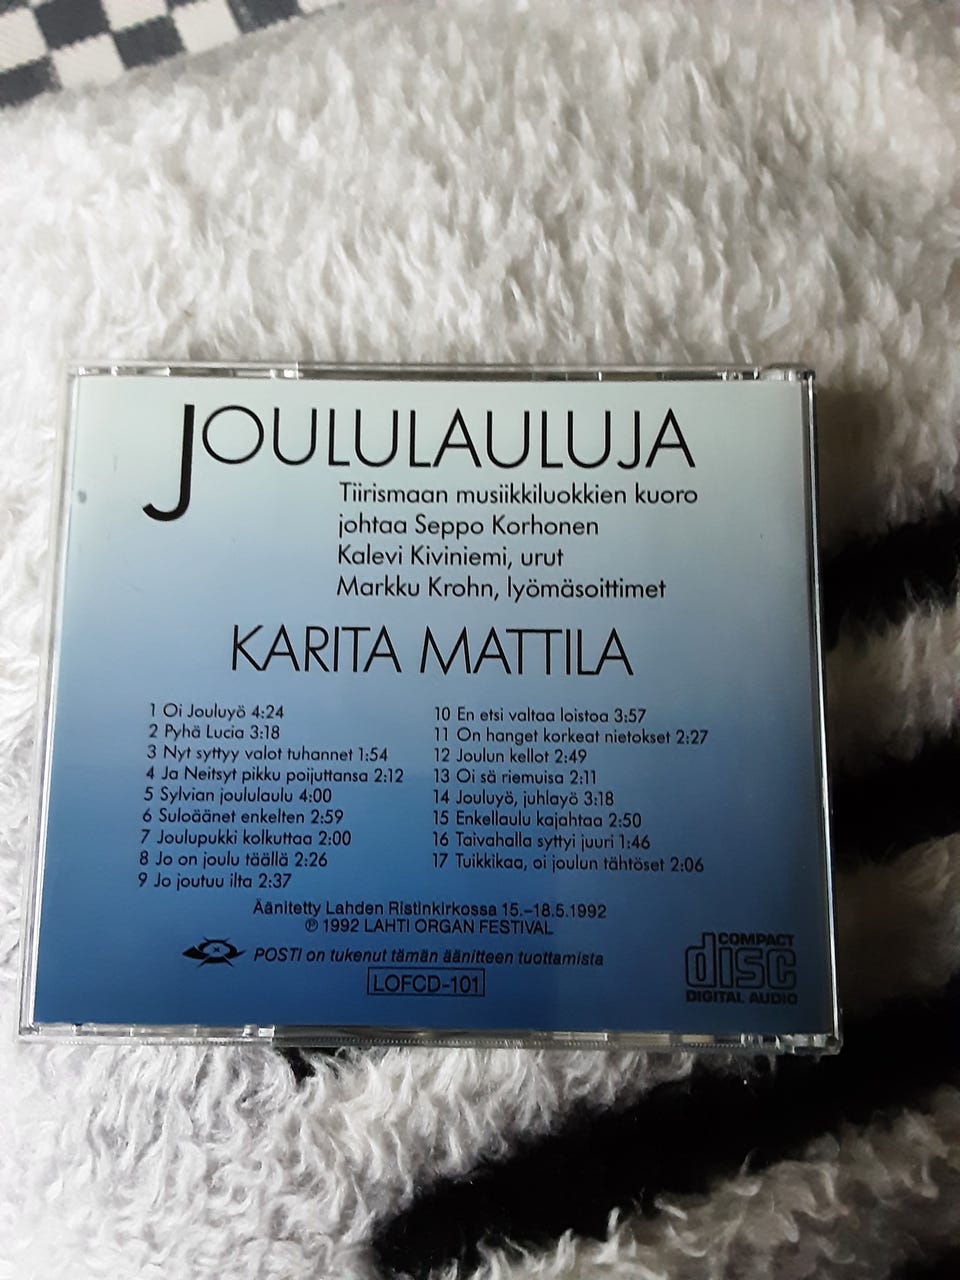 JOULULAULUJA
Tiirismaan musiikkiluokkien kuoro
johtaa Seppo Korhonen
Kalevi Kiviniemi, urut
Markku Krohn, lyömäsoittimet
KARITA MATTILA
1 Oi Jouluyö 4:24
2 Pyhä Lucia 3:18
3 Nyt syttyy valot tuhannet 1:54
4 Ja Neitsyt pikku poijuttansa 2:12
5 Sylvian joululaulu 4:00
6 Suloäänet enkelten 2:59
7 Joulupukki kolkuttaa 2:00
8 Jo on joulu täällä 2:26
9 Jo joutuu ilta 2:37
10 En etsi valtaa loistoa 3:57
11 On hanget korkeat nietokset 2:27
12 Joulun kellot 2:49
13 Oi sä riemuisa 2:11
14 Jouluyö, juhlayö 3:18
15 Enkellaulu kajahtaa 2:50
16 Taivahalla syttyi juuri 1:46
17 Tuikkikaa, oi joulun tähtöset 2:06
Äänitetty Lahden Ristinkirkossa 15.–18.5.1992
℗ 1992 LAHTI ORGAN FESTIVAL
POSTI on tukenut tämän äänitteen tuottamista
LOFCD-101
COMPACT
disc
DIGITAL AUDIO